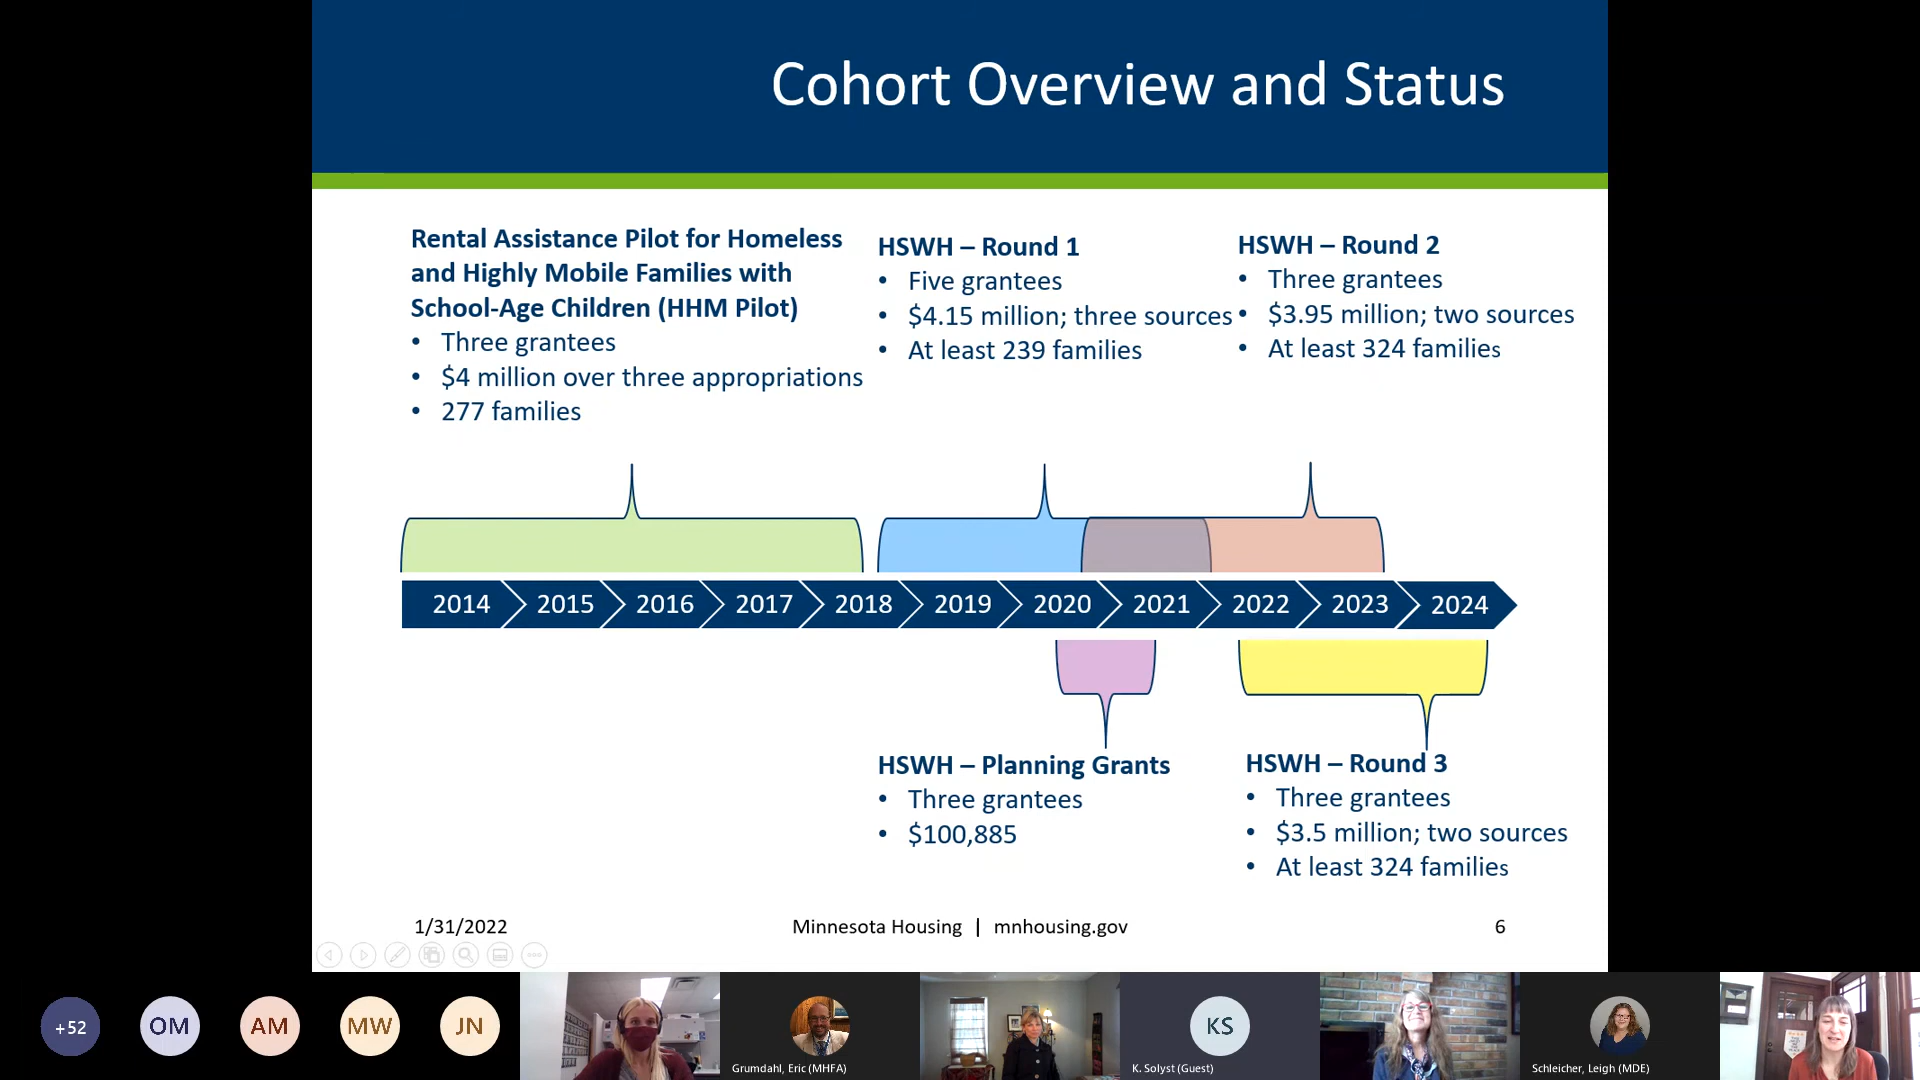 Cohort Overview and Status
Rental Assistance Pilot for Homeless
and Highly Mobile Families with
School-Age Children (HHM Pilot)
• Three grantees
• $4 million over three appropriations
• 277 families
HSWH – Round 1
• Five grantees
• $4.15 million; three sources
• At least 239 families
HSWH – Round 2
• Three grantees
• $3.95 million; two sources
• At least 324 families
2014 2015 2016 2017 2018 2019 2020 2021 2022 2023 2024
HSWH – Planning Grants
• Three grantees
• $100,885
HSWH – Round 3
• Three grantees
• $3.5 million; two sources
• At least 324 families
1/31/2022 Minnesota Housing | mnhousing.gov 6
+52 OM AM MW JN KS
Grumdahl, Eric (MHFA) K. Solyst (Guest) Schleicher, Leigh (MDE)